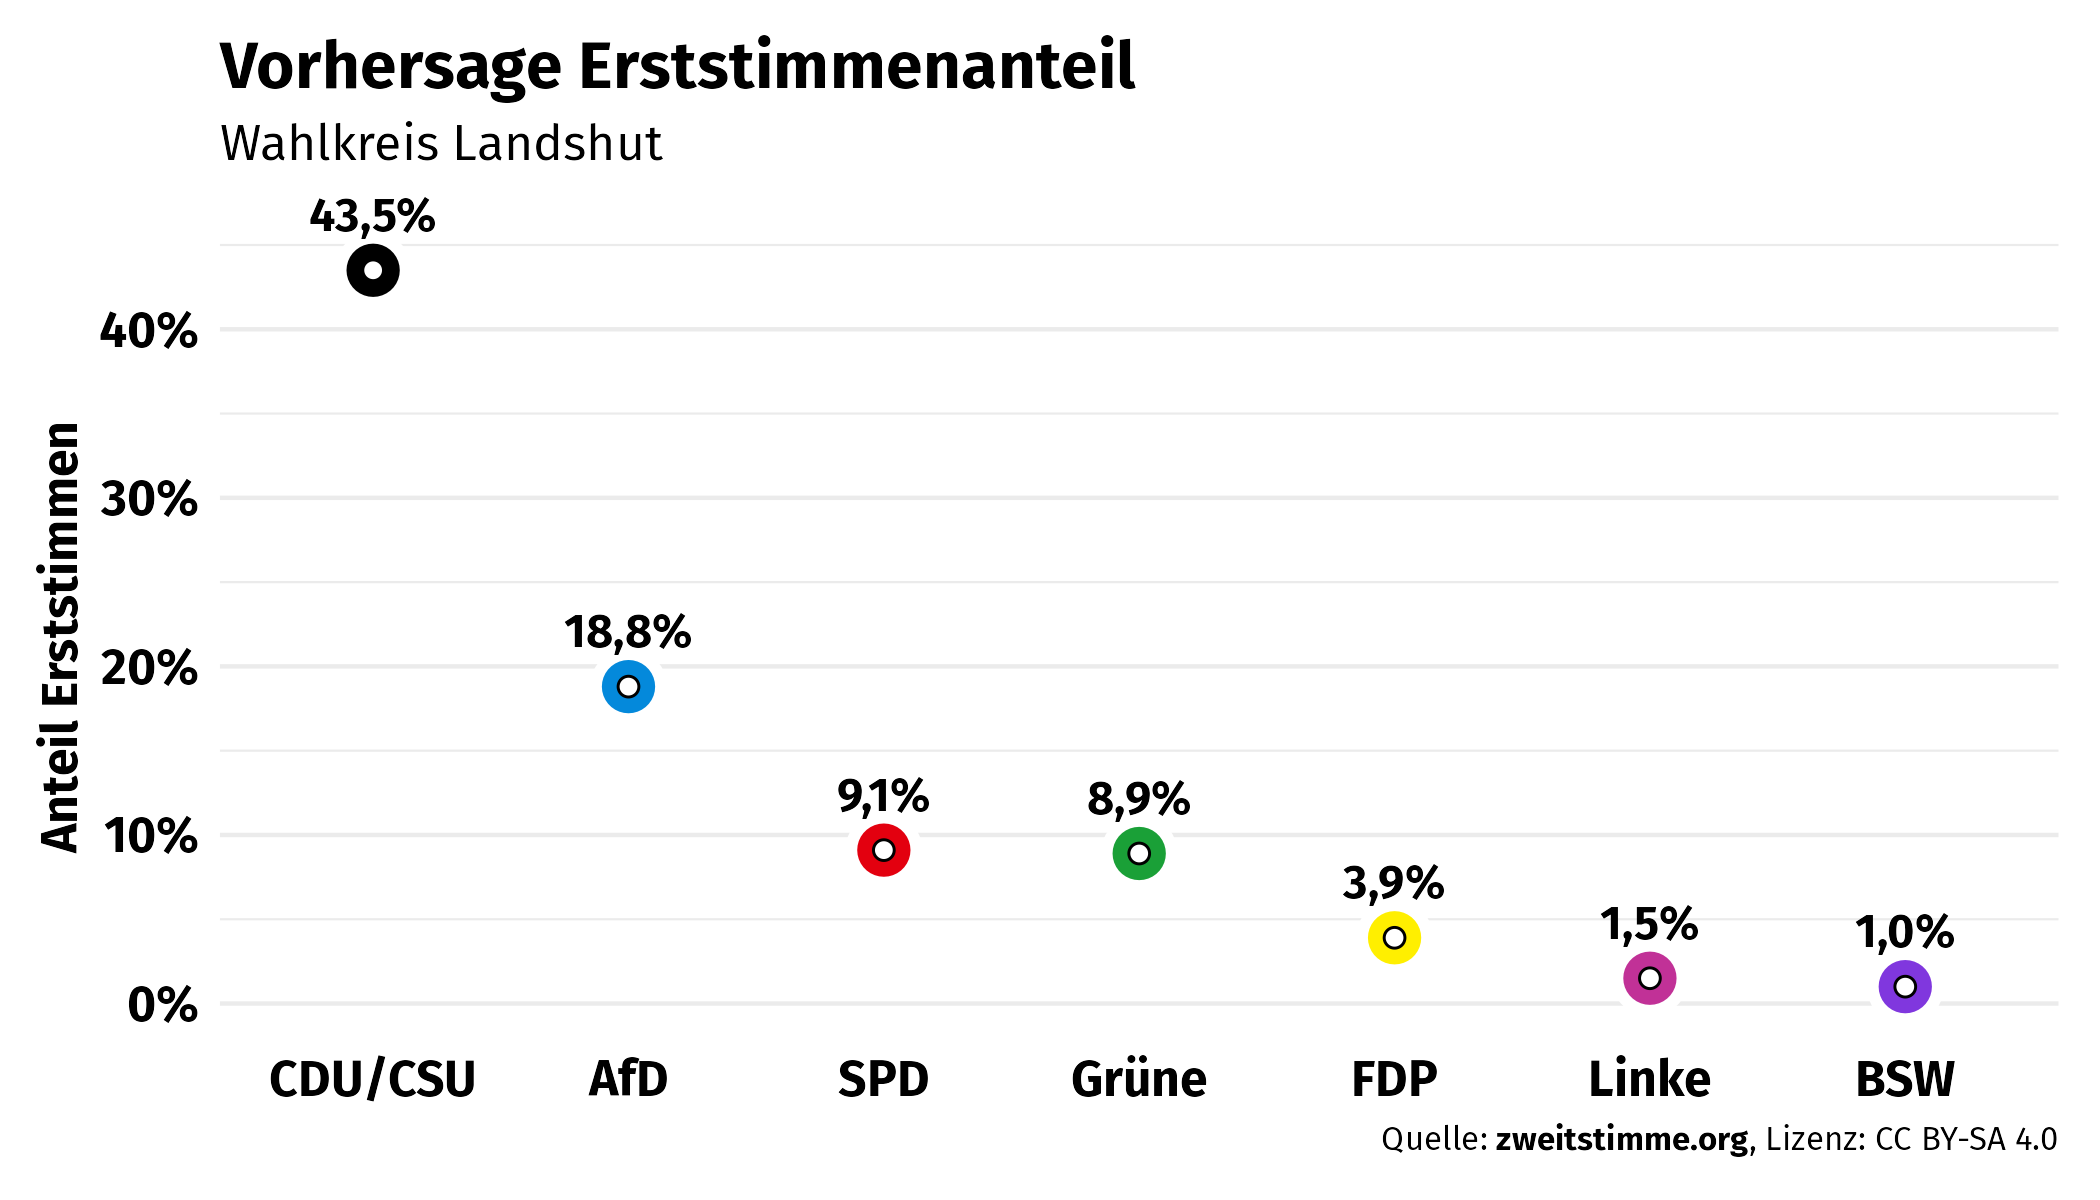 Vorhersage Erststimmenanteil
Wahlkreis Landshut
Anteil Erststimmen
40%
30%
20%
10%
0%
43,5%
18,8%
9,1%
8,9%
3,9%
1,5%
1,0%
CDU/CSU AfD SPD Grüne FDP Linke BSW
Quelle: zweitstimme.org, Lizenz: CC BY-SA 4.0